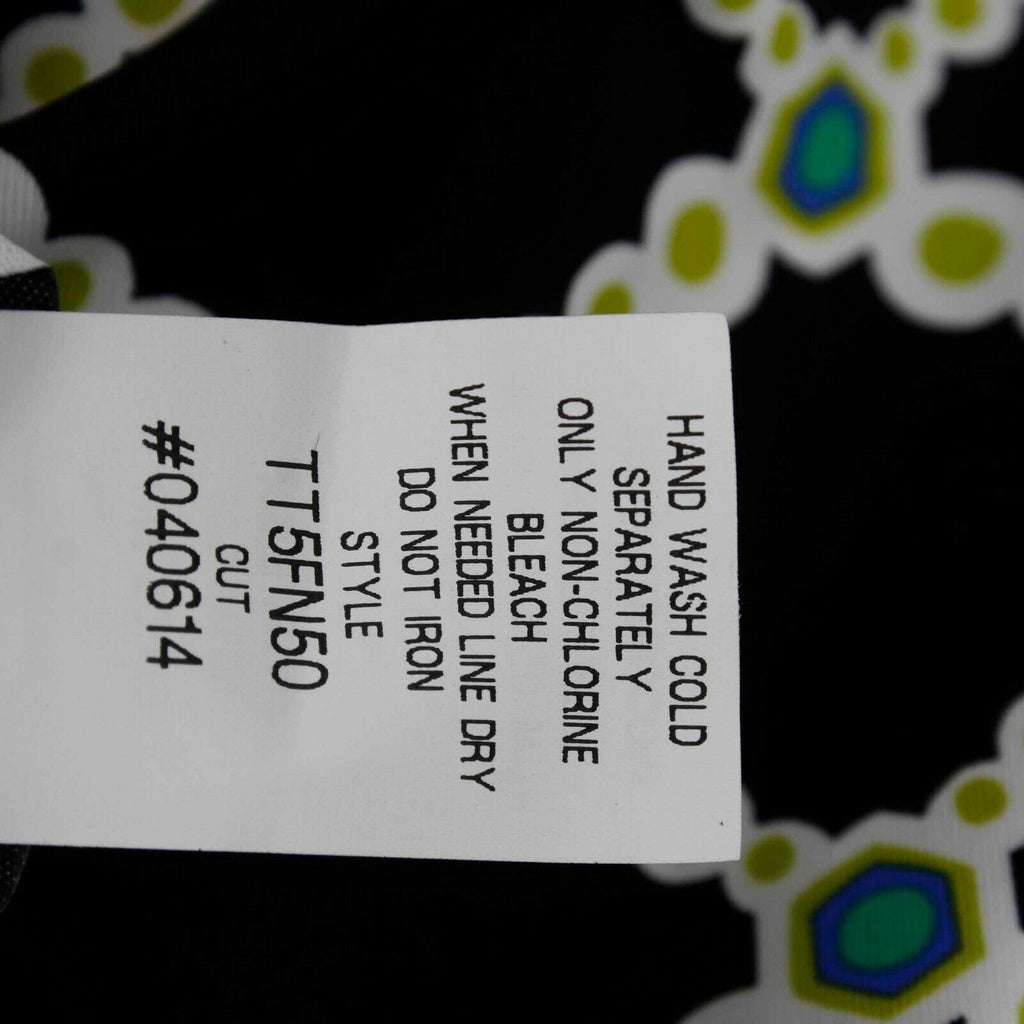 HAND WASH COLD
SEPARATELY
ONLY NON-CHLORINE
BLEACH
WHEN NEEDED LINE DRY
DO NOT IRON
STYLE
TT5FN50
CUT
#040614